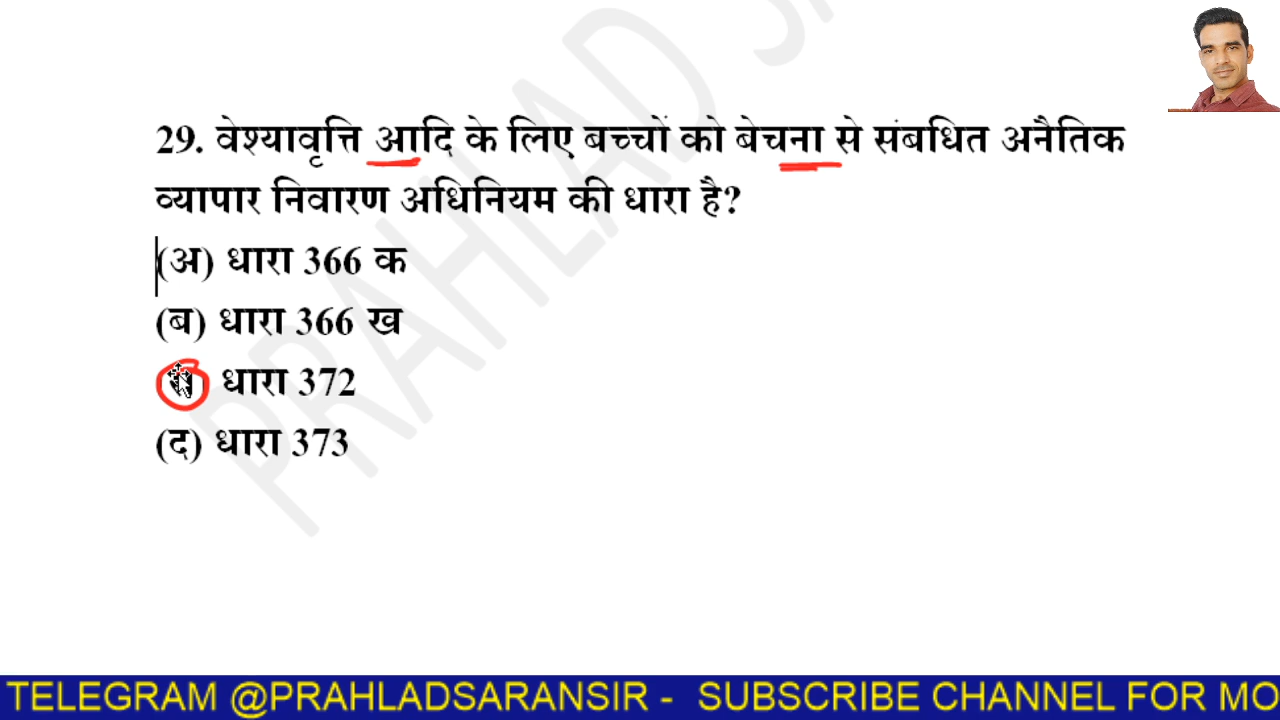 29. वेश्यावृत्ति आदि के लिए बच्चों को बेचना से संबधित अनैतिक
व्यापार निवारण अधिनियम की धारा है?
(अ) धारा 366 क
(ब) धारा 366 ख
धारा 372
(द) धारा 373
PRAHLAD
TELEGRAM @PRAHLADSARANSIR - SUBSCRIBE CHANNEL FOR MO